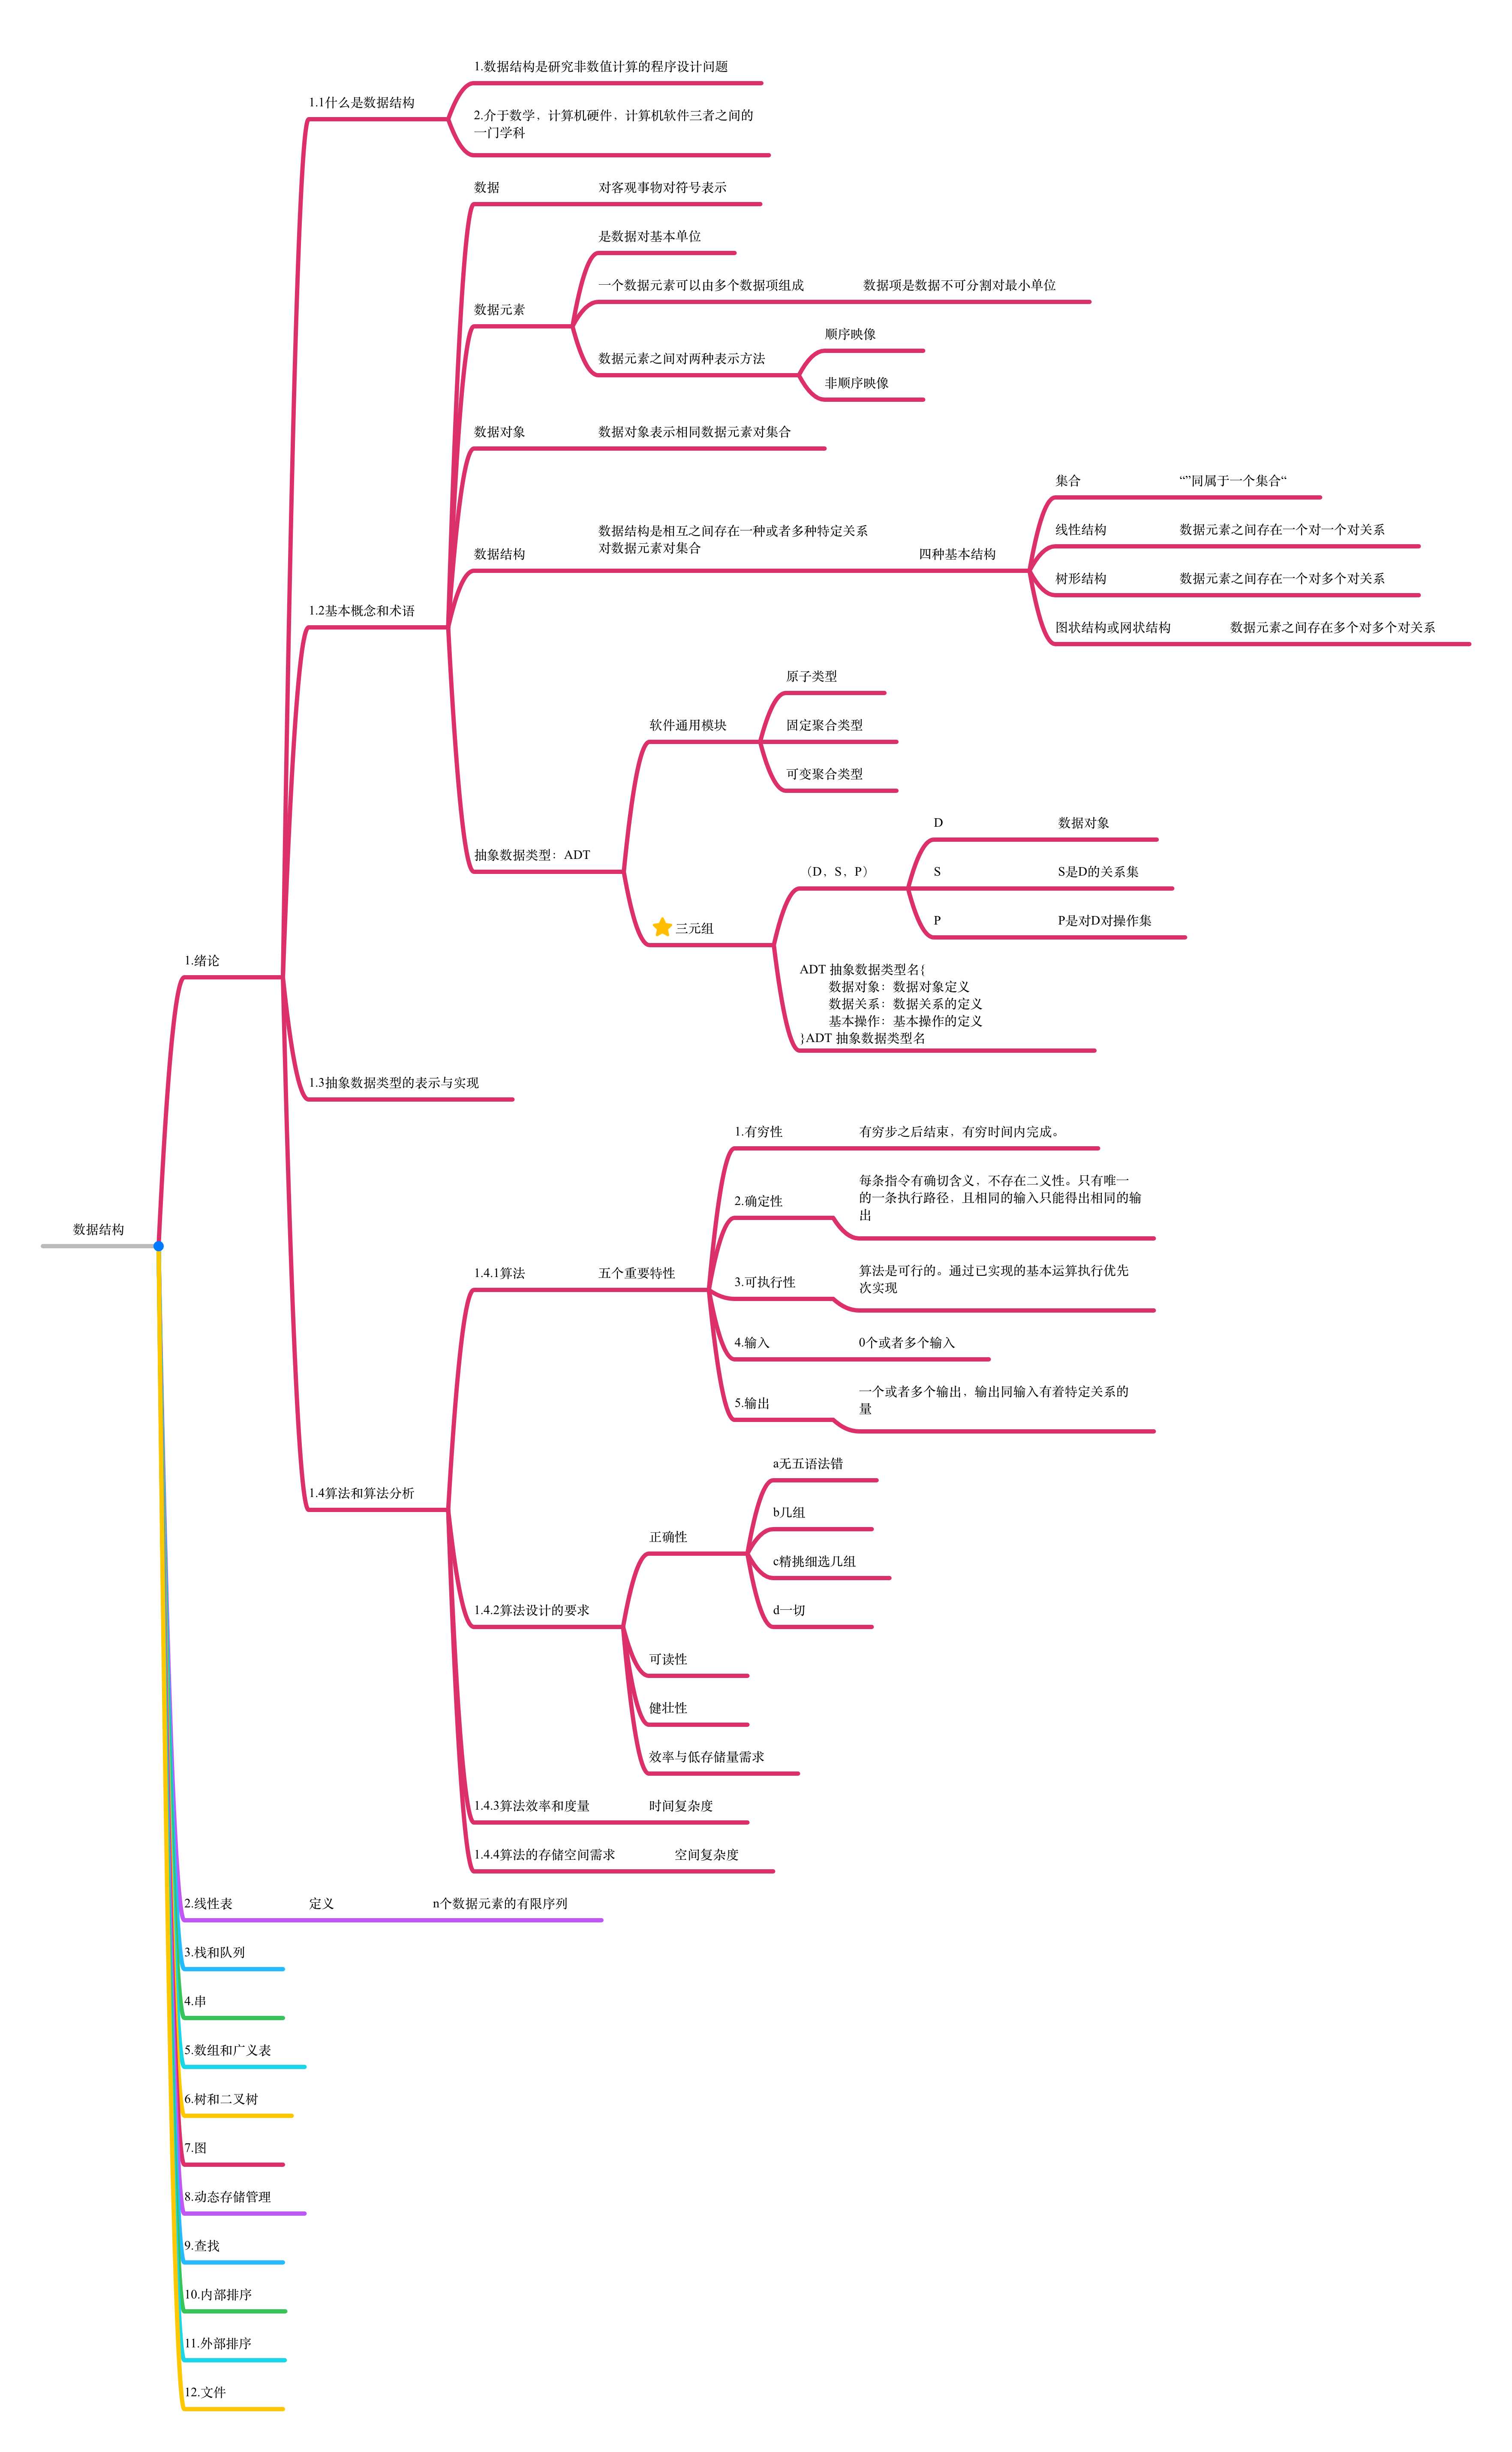 1.数据结构是研究非数值计算的程序设计问题
1.1什么是数据结构
2.介于数学，计算机硬件，计算机软件三者之间的
一门学科
数据
对客观事物对符号表示
是数据对基本单位
一个数据元素可以由多个数据项组成
数据项是数据不可分割对最小单位
数据元素
顺序映像
数据元素之间对两种表示方法
非顺序映像
数据对象
数据对象表示相同数据元素对集合
集合
“”同属于一个集合“
数据结构是相互之间存在一种或者多种特定关系
对数据元素对集合
线性结构
数据元素之间存在一个对一个对关系
数据结构
四种基本结构
树形结构
数据元素之间存在一个对多个对关系
1.2基本概念和术语
图状结构或网状结构
数据元素之间存在多个对多个对关系
原子类型
软件通用模块
固定聚合类型
可变聚合类型
D
数据对象
抽象数据类型：ADT
（D，S，P）
S
S是D的关系集
P
P是对D对操作集
三元组
1.绪论
ADT 抽象数据类型名{
数据对象：数据对象定义
数据关系：数据关系的定义
基本操作：基本操作的定义
}ADT 抽象数据类型名
1.3抽象数据类型的表示与实现
1.有穷性
有穷步之后结束，有穷时间内完成。
2.确定性
每条指令有确切含义，不存在二义性。只有唯一
的一条执行路径，且相同的输入只能得出相同的输
出
数据结构
1.4.1算法
五个重要特性
3.可执行性
算法是可行的。通过已实现的基本运算执行优先
次实现
4.输入
0个或者多个输入
5.输出
一个或者多个输出，输出同输入有着特定关系的
量
a无五语法错
1.4算法和算法分析
b几组
正确性
c精挑细选几组
d一切
1.4.2算法设计的要求
可读性
健壮性
效率与低存储量需求
1.4.3算法效率和度量
时间复杂度
1.4.4算法的存储空间需求
空间复杂度
2.线性表
定义
n个数据元素的有限序列
3.栈和队列
4.串
5.数组和广义表
6.树和二叉树
7.图
8.动态存储管理
9.查找
10.内部排序
11.外部排序
12.文件